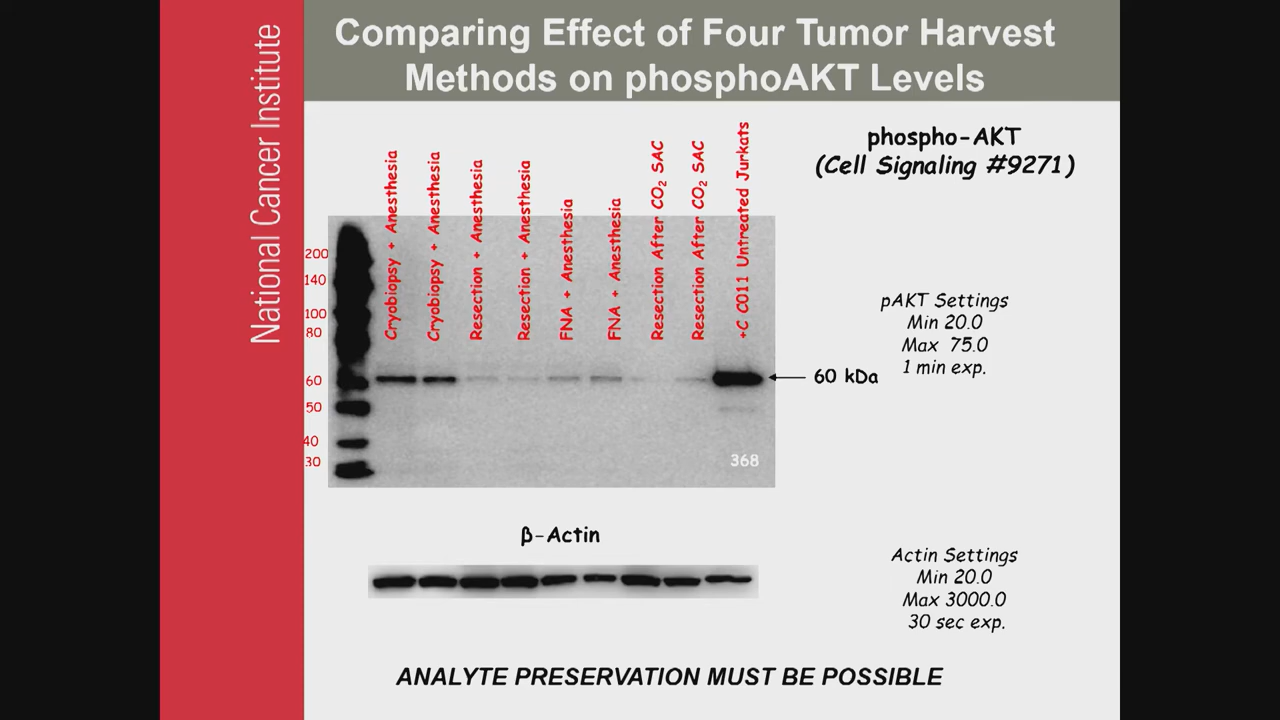 National Cancer Institute
Comparing Effect of Four Tumor Harvest
Methods on phosphoAKT Levels
phospho-AKT
(Cell Signaling #9271)
Cryobiopsy + Anesthesia
Cryobiopsy + Anesthesia
Resection + Anesthesia
Resection + Anesthesia
FNA + Anesthesia
FNA + Anesthesia
Resection After CO₂ SAC
Resection After CO₂ SAC
+C C011 Untreated Jurkats
200
140
100
80
60
50
40
30
60 kDa
368
pAKT Settings
Min 20.0
Max 75.0
1 min exp.
β-Actin
Actin Settings
Min 20.0
Max 3000.0
30 sec exp.
ANALYTE PRESERVATION MUST BE POSSIBLE